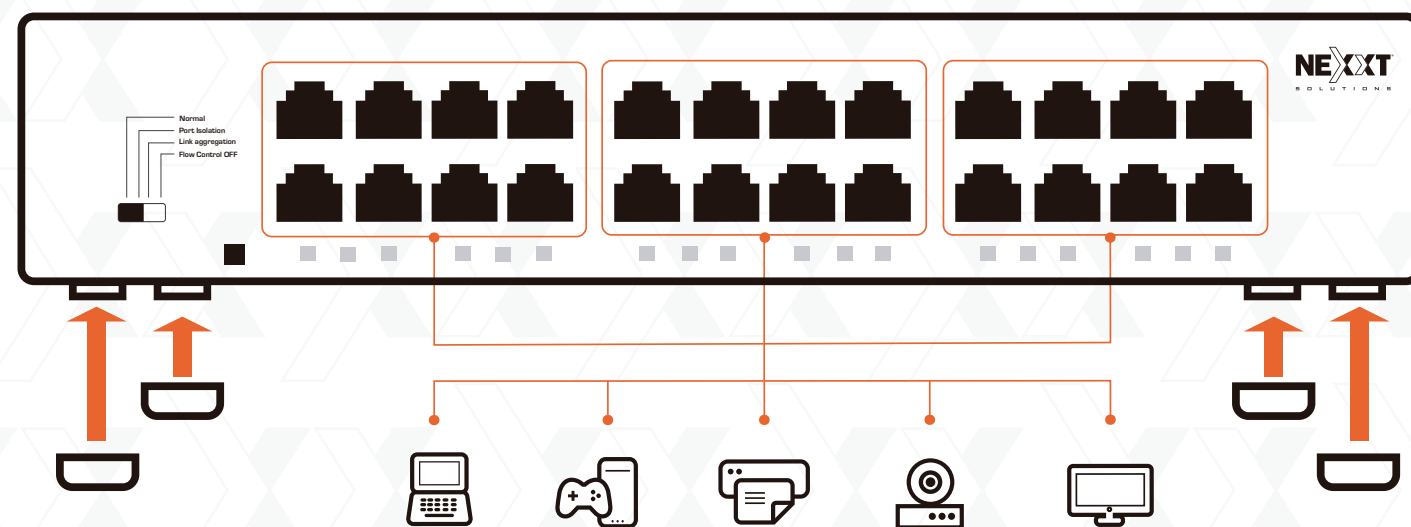 NEXXT
SOLUTIONS
Normal
Port Isolation
Link aggregation
Flow Control OFF